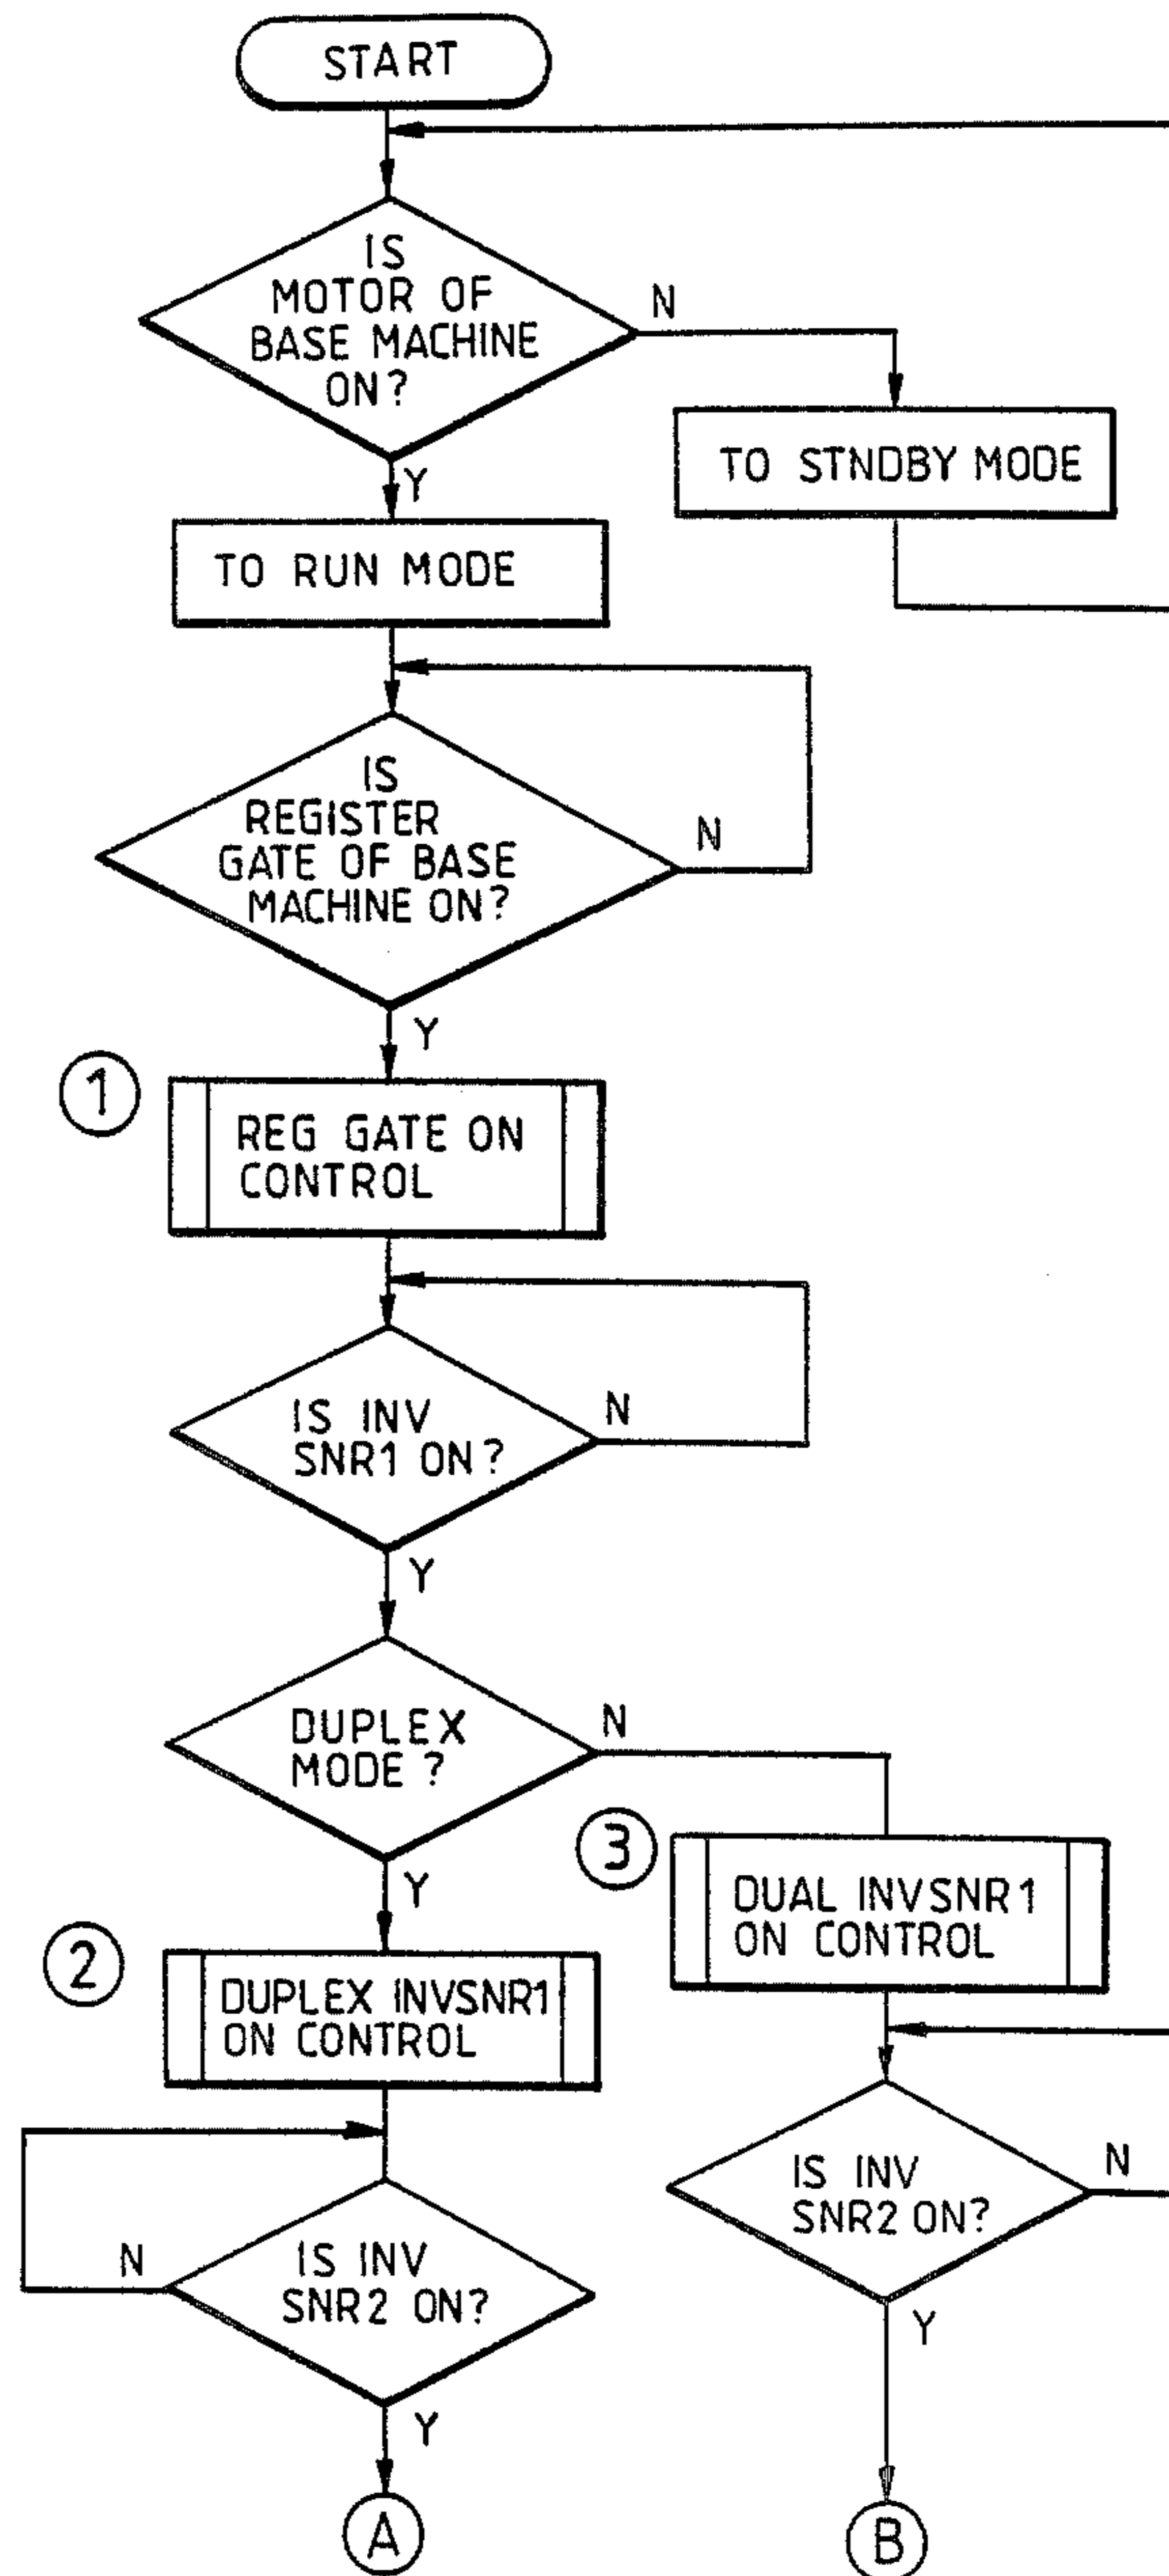 START
IS
MOTOR OF
BASE MACHINE
ON?
N
Y
TO STNDBY MODE
TO RUN MODE
IS
REGISTER
GATE OF BASE
MACHINE ON?
N
Y
1
REG GATE ON
CONTROL
IS INV
SNR1 ON?
N
Y
DUPLEX
MODE ?
N
Y
3
DUAL INVSNR1
ON CONTROL
2
DUPLEX INVSNR1
ON CONTROL
IS INV
SNR2 ON?
N
Y
IS INV
SNR2 ON?
N
Y
A
B